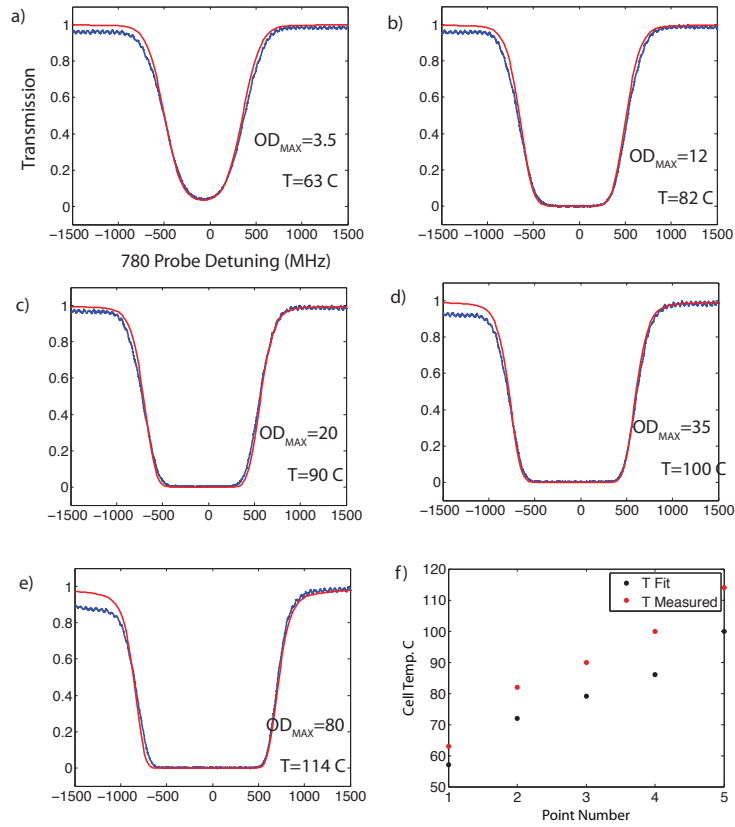 a)
1
0.8
0.6
0.4
0.2
0
Transmission
OD_MAX=3.5
T=63 C
−1500 −1000 −500 0 500 1000 1500
780 Probe Detuning (MHz)
b)
1
0.8
0.6
0.4
0.2
0
OD_MAX=12
T=82 C
−1500 −1000 −500 0 500 1000 1500
c)
1
0.8
0.6
0.4
0.2
0
OD_MAX=20
T=90 C
−1500 −1000 −500 0 500 1000 1500
d)
1
0.8
0.6
0.4
0.2
0
OD_MAX=35
T=100 C
−1500 −1000 −500 0 500 1000 1500
e)
1
0.8
0.6
0.4
0.2
0
OD_MAX=80
T=114 C
−1500 −1000 −500 0 500 1000 1500
f)
120
110
100
90
80
70
60
50
Cell Temp. C
T Fit
T Measured
1 2 3 4 5
Point Number